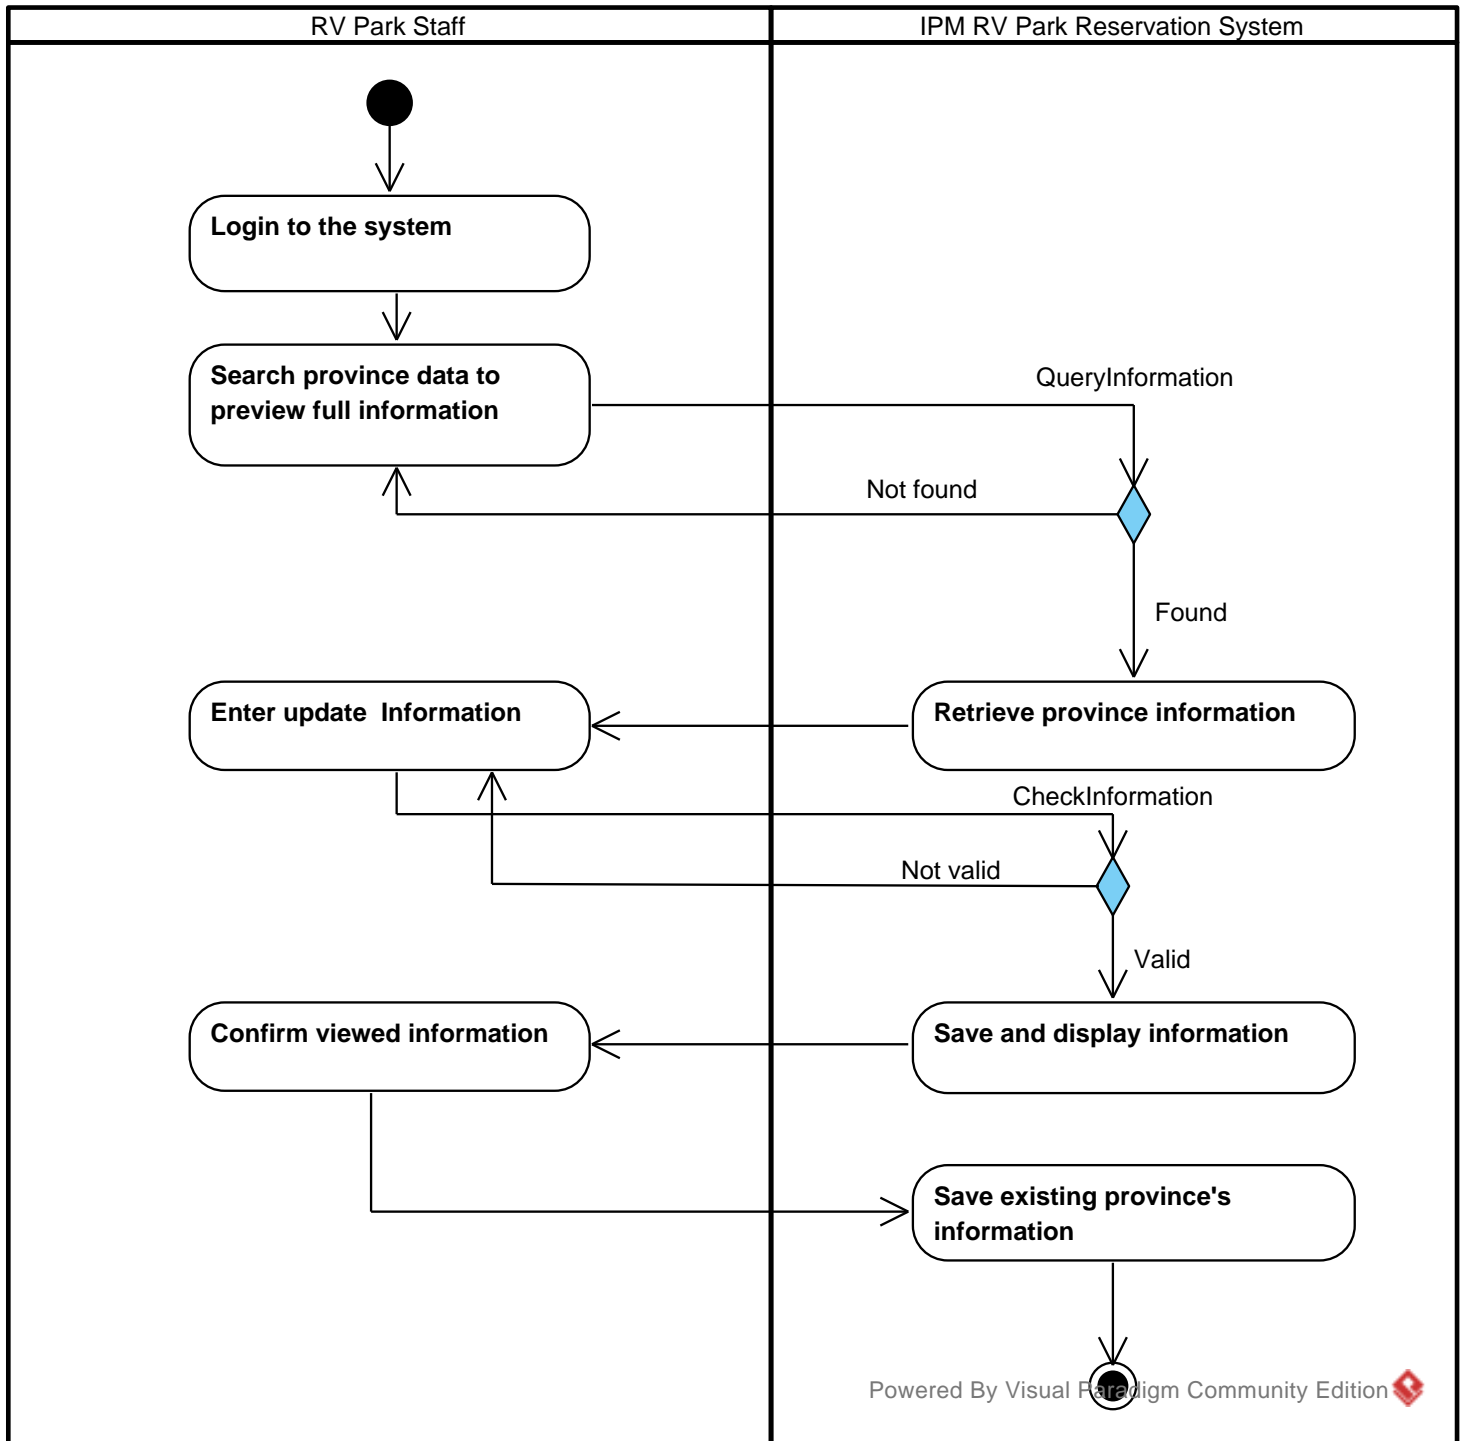 RV Park Staff
IPM RV Park Reservation System
Login to the system
Search province data to
preview full information
QueryInformation
Not found
Found
Enter update  Information
Retrieve province information
CheckInformation
Not valid
Valid
Confirm viewed information
Save and display information
Save existing province's
information
Powered By Visual Paradigm Community Edition